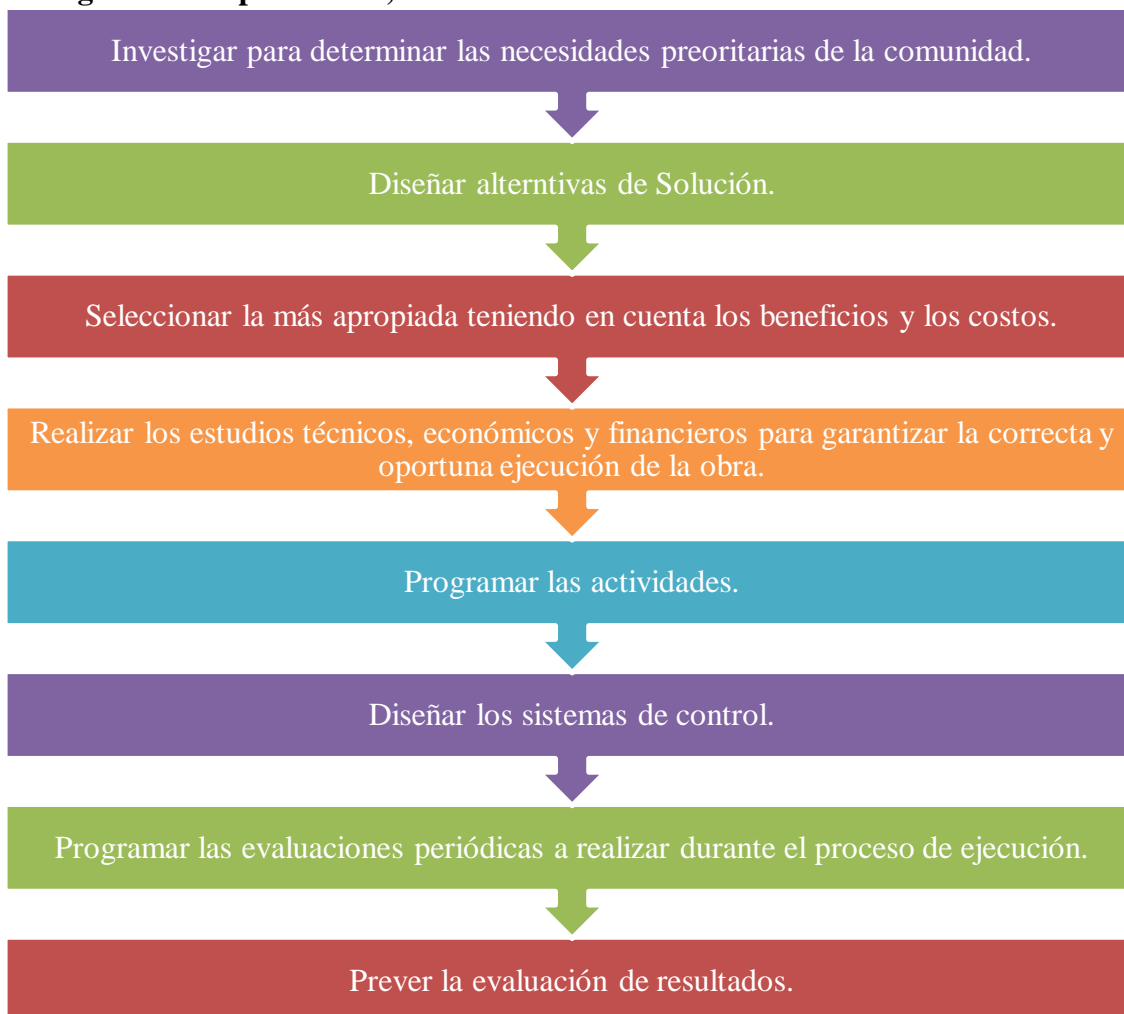 Investigar para determinar las necesidades preoritarias de la comunidad.
Diseñar alterntivas de Solución.
Seleccionar la más apropiada teniendo en cuenta los beneficios y los costos.
Realizar los estudios técnicos, económicos y financieros para garantizar la correcta y
oportuna ejecución de la obra.
Programar las actividades.
Diseñar los sistemas de control.
Programar las evaluaciones periódicas a realizar durante el proceso de ejecución.
Prever la evaluación de resultados.